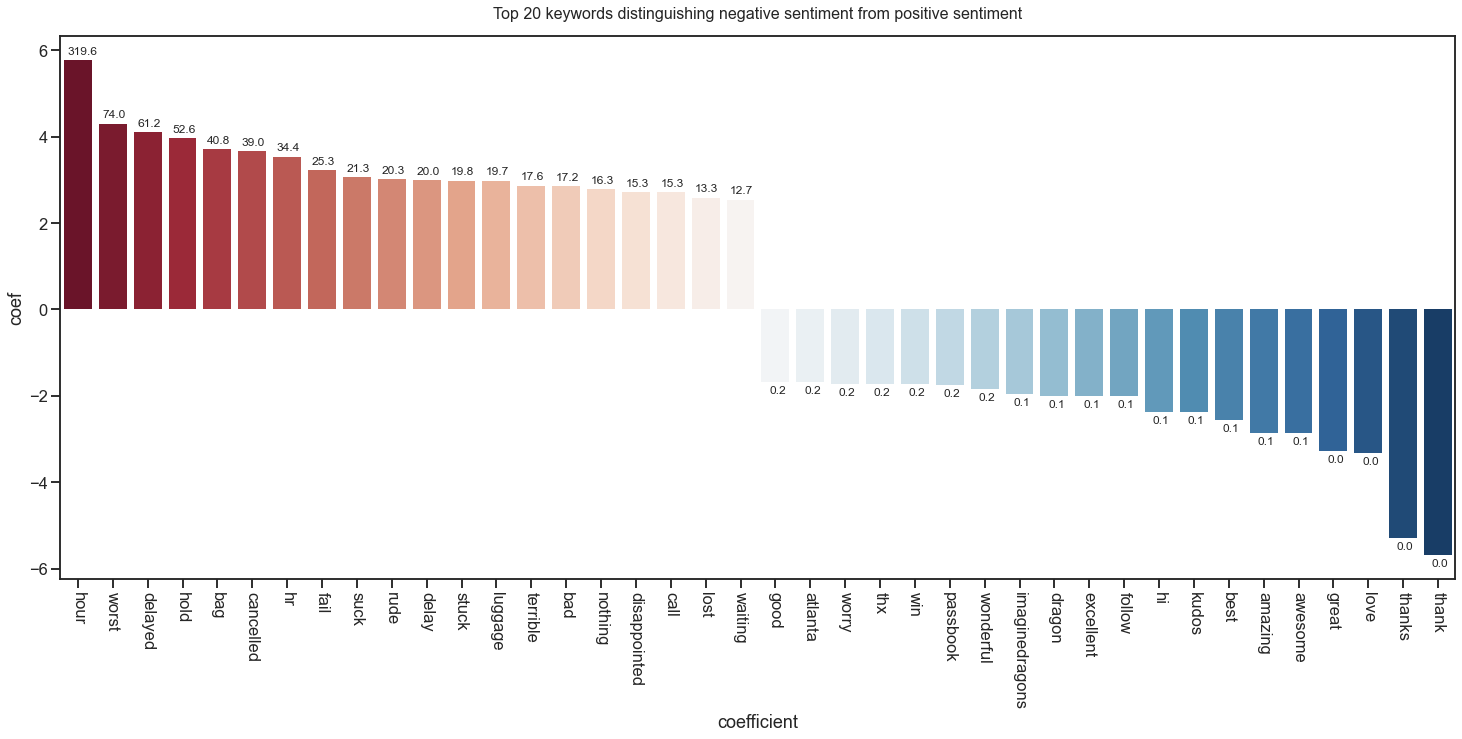 Top 20 keywords distinguishing negative sentiment from positive sentiment
coef
6
4
2
0
−2
−4
−6
319.6
74.0
61.2
52.6
40.8
39.0
34.4
25.3
21.3
20.3
20.0
19.8
19.7
17.6
17.2
16.3
15.3
15.3
13.3
12.7
0.2
0.2
0.2
0.2
0.2
0.2
0.2
0.1
0.1
0.1
0.1
0.1
0.1
0.1
0.1
0.1
0.0
0.0
0.0
0.0
hour
worst
delayed
hold
bag
cancelled
hr
fail
suck
rude
delay
stuck
luggage
terrible
bad
nothing
disappointed
call
lost
waiting
good
atlanta
worry
thx
win
passbook
wonderful
imaginedragons
dragon
excellent
follow
hi
kudos
best
amazing
awesome
great
love
thanks
thank
coefficient